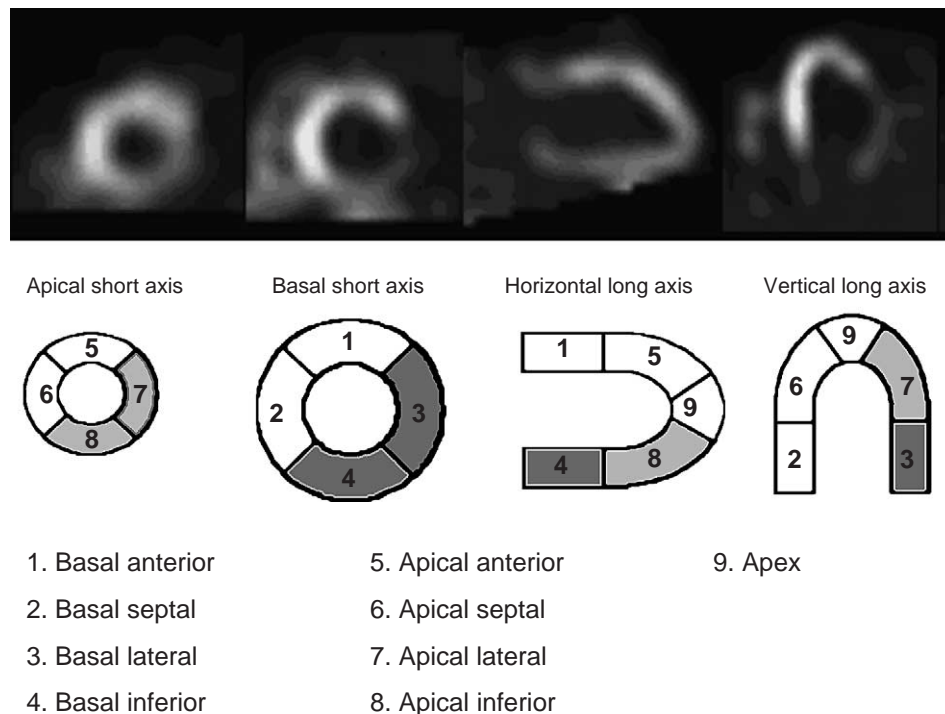 Apical short axis Basal short axis Horizontal long axis Vertical long axis
5
6 7
8
1
2 3
4
1 5
9
4 8
9
6 7
2 3
1. Basal anterior 5. Apical anterior 9. Apex
2. Basal septal 6. Apical septal
3. Basal lateral 7. Apical lateral
4. Basal inferior 8. Apical inferior